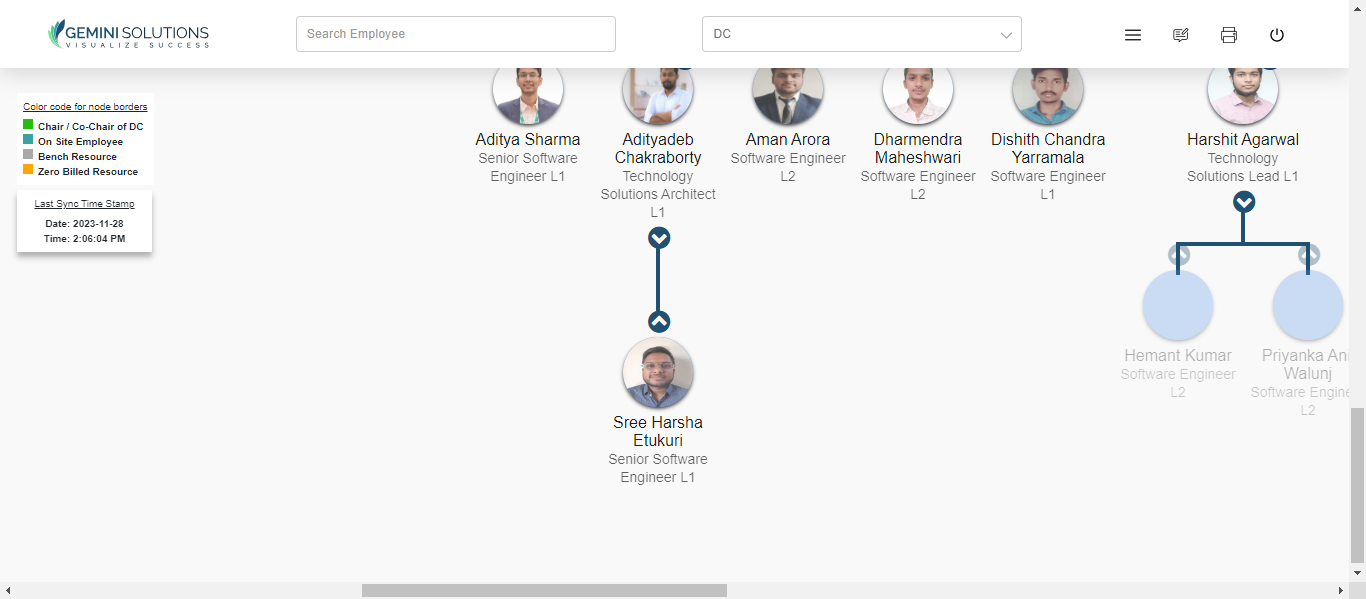 GEMINI SOLUTIONS
VISUALIZE SUCCESS
Search Employee
DC
Color code for node borders
Chair / Co-Chair of DC
On Site Employee
Bench Resource
Zero Billed Resource
Last Sync Time Stamp
Date: 2023-11-28
Time: 2:06:04 PM
Aditya Sharma
Senior Software
Engineer L1
Adityadeb
Chakraborty
Technology
Solutions Architect
L1
Aman Arora
Software Engineer
L2
Dharmendra
Maheshwari
Software Engineer
L2
Dishith Chandra
Yarramala
Software Engineer
L1
Harshit Agarwal
Technology
Solutions Lead L1
Sree Harsha
Etukuri
Senior Software
Engineer L1
Hemant Kumar
Software Engineer
L2
Priyanka Ani
Walunj
Software Engine
L2